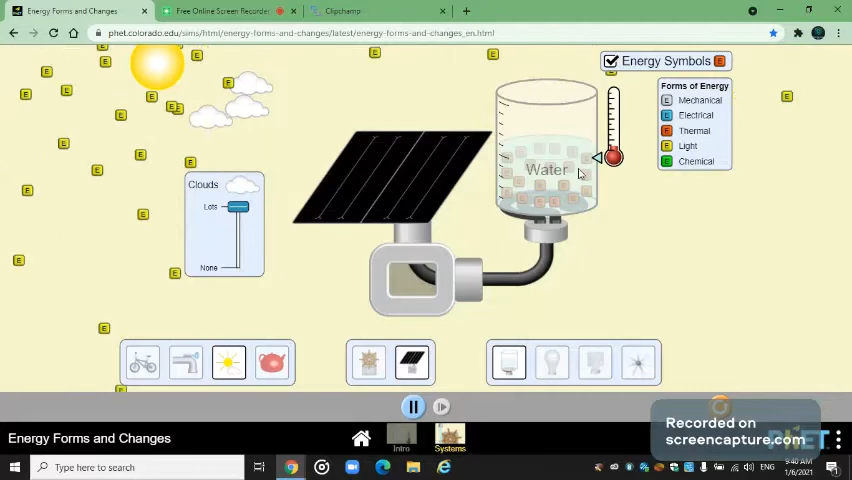 Energy Forms and Changes
Free Online Screen Recorder
Clipchamp
phet.colorado.edu/sims/html/energy-forms-and-changes/latest/energy-forms-and-changes_en.html
Energy Symbols E
Forms of Energy
E Mechanical
E Electrical
E Thermal
E Light
E Chemical
Water
Clouds
Lots
None
Recorded on
screencapture.com
Energy Forms and Changes
Intro
Systems
PhET
Type here to search
ENG
9:40 AM
1/6/2021